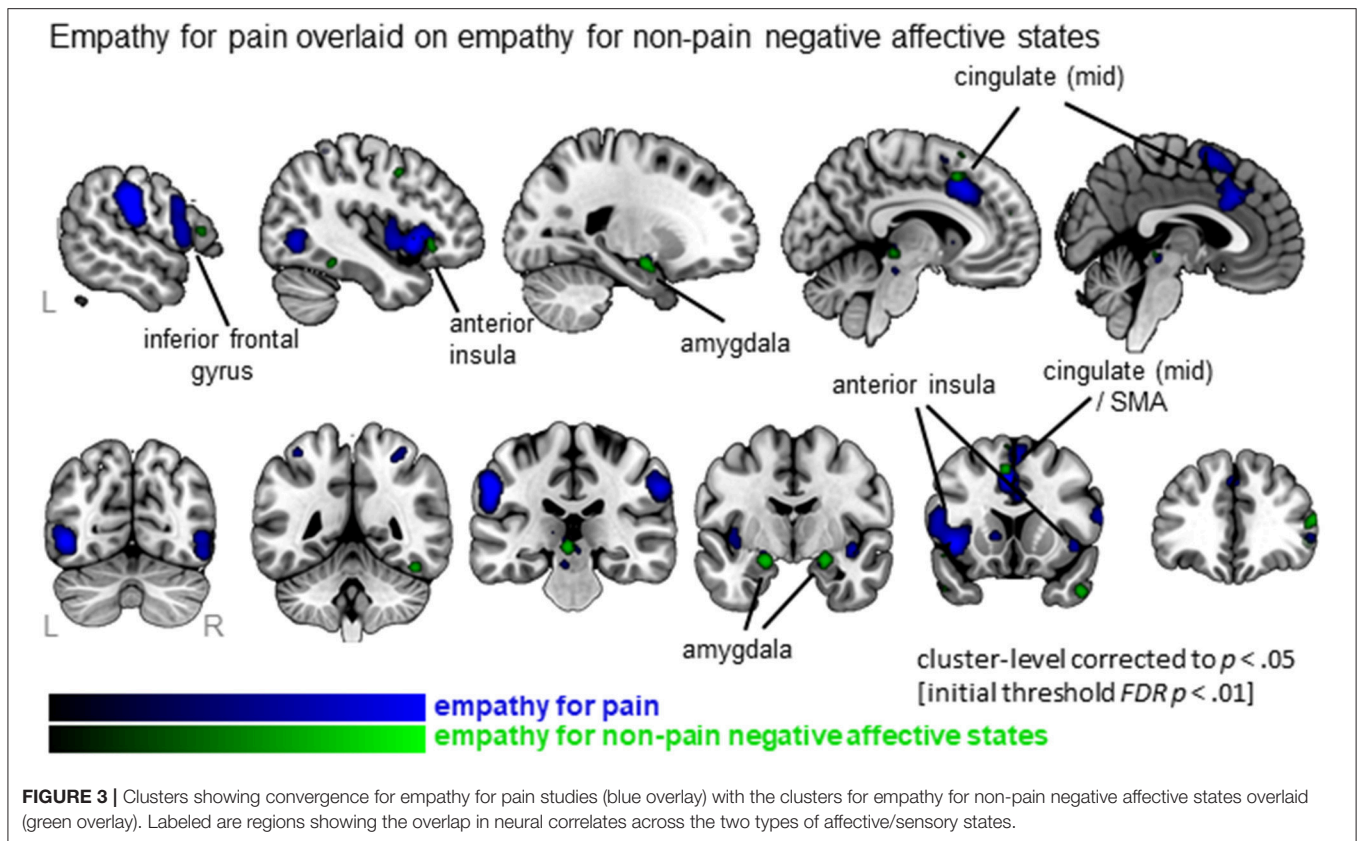 Empathy for pain overlaid on empathy for non-pain negative affective states
cingulate (mid)
L
inferior frontal
gyrus
anterior
insula
amygdala
anterior insula
cingulate (mid)
/ SMA
L
R
amygdala
cluster-level corrected to p < .05
[initial threshold FDR p < .01]
empathy for pain
empathy for non-pain negative affective states
FIGURE 3 | Clusters showing convergence for empathy for pain studies (blue overlay) with the clusters for empathy for non-pain negative affective states overlaid
(green overlay). Labeled are regions showing the overlap in neural correlates across the two types of affective/sensory states.